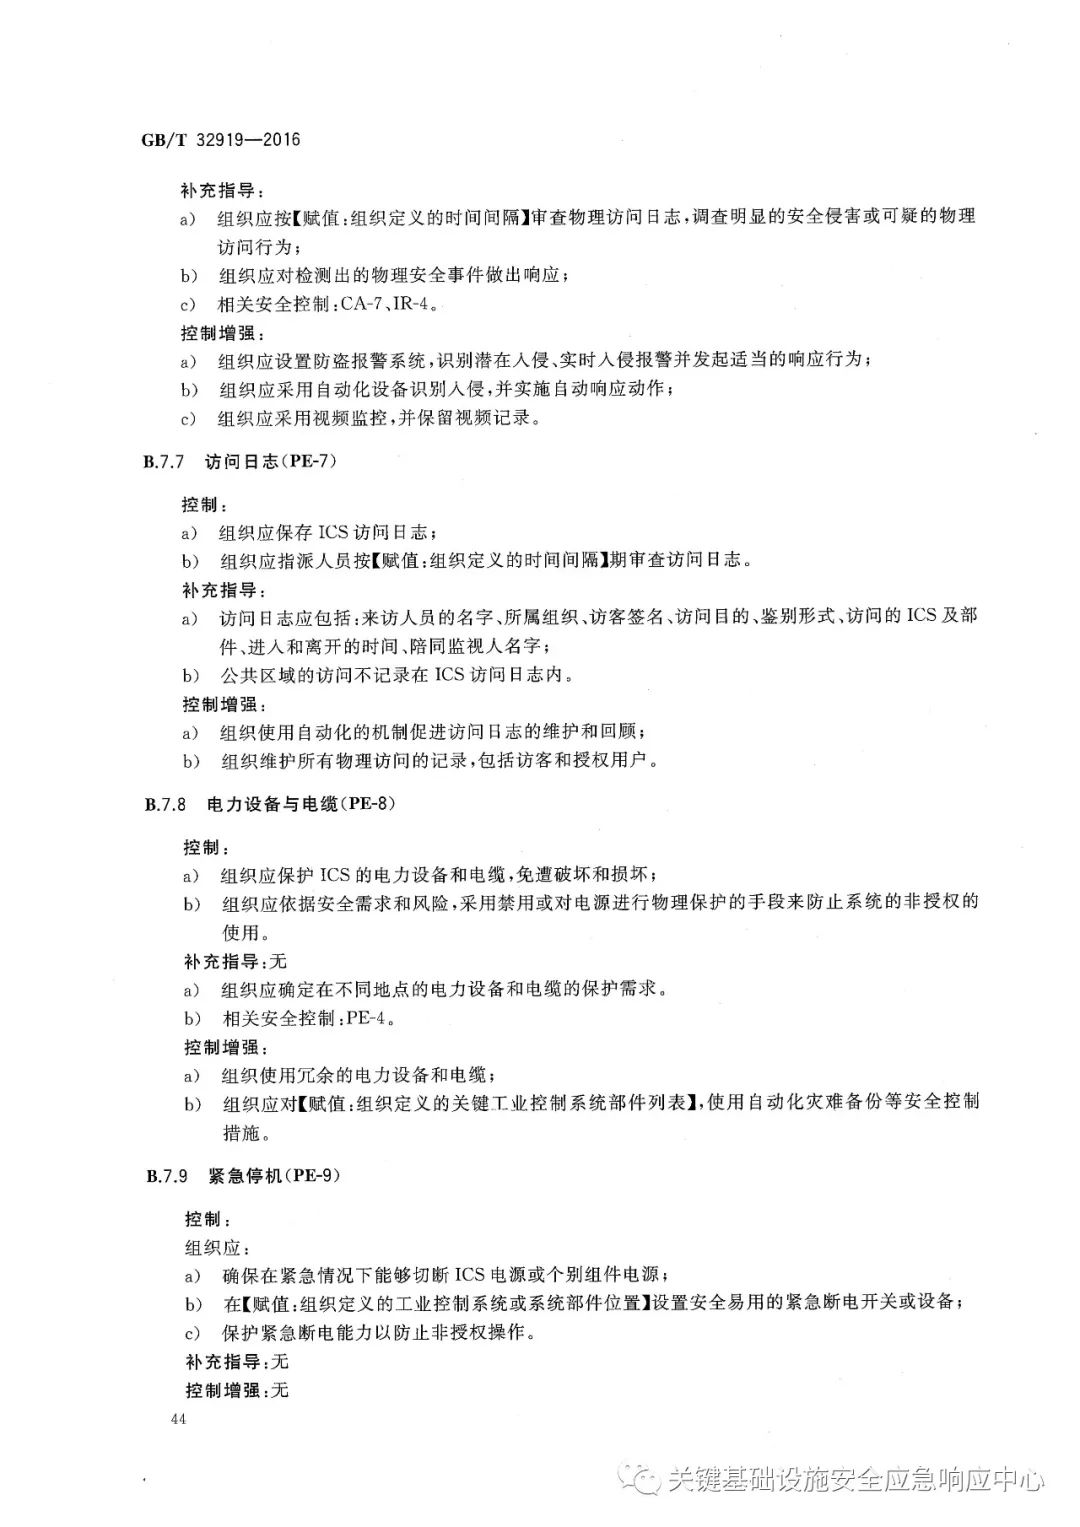 GB/T 32919—2016
补充指导:
a) 组织应按【赋值:组织定义的时间间隔】审查物理访问日志,调查明显的安全侵害或可疑的物理
访问行为;
b) 组织应对检测出的物理安全事件做出响应;
c) 相关安全控制:CA-7、IR-4。
控制增强:
a) 组织应设置防盗报警系统,识别潜在入侵、实时入侵报警并发起适当的响应行为;
b) 组织应采用自动化设备识别入侵,并实施自动响应动作;
c) 组织应采用视频监控,并保留视频记录。
B.7.7 访问日志(PE-7)
控制:
a) 组织应保存 ICS 访问日志;
b) 组织应指派人员按【赋值:组织定义的时间间隔】期审查访问日志。
补充指导:
a) 访问日志应包括:来访人员的名字、所属组织、访客签名、访问目的、鉴别形式、访问的 ICS 及部
件、进入和离开的时间、陪同监视人名字;
b) 公共区域的访问不记录在 ICS 访问日志内。
控制增强:
a) 组织使用自动化的机制促进访问日志的维护和回顾;
b) 组织维护所有物理访问的记录,包括访客和授权用户。
B.7.8 电力设备与电缆(PE-8)
控制:
a) 组织应保护 ICS 的电力设备和电缆,免遭破坏和损坏;
b) 组织应依据安全需求和风险,采用禁用或对电源进行物理保护的手段来防止系统的非授权的
使用。
补充指导:无
a) 组织应确定在不同地点的电力设备和电缆的保护需求。
b) 相关安全控制:PE-4。
控制增强:
a) 组织使用冗余的电力设备和电缆;
b) 组织应对【赋值:组织定义的关键工业控制系统部件列表】,使用自动化灾难备份等安全控制
措施。
B.7.9 紧急停机(PE-9)
控制:
组织应:
a) 确保在紧急情况下能够切断 ICS 电源或个别组件电源;
b) 在【赋值:组织定义的工业控制系统或系统部件位置】设置安全易用的紧急断电开关或设备;
c) 保护紧急断电能力以防止非授权操作。
补充指导:无
控制增强:无
44
关键基础设施安全应急响应中心